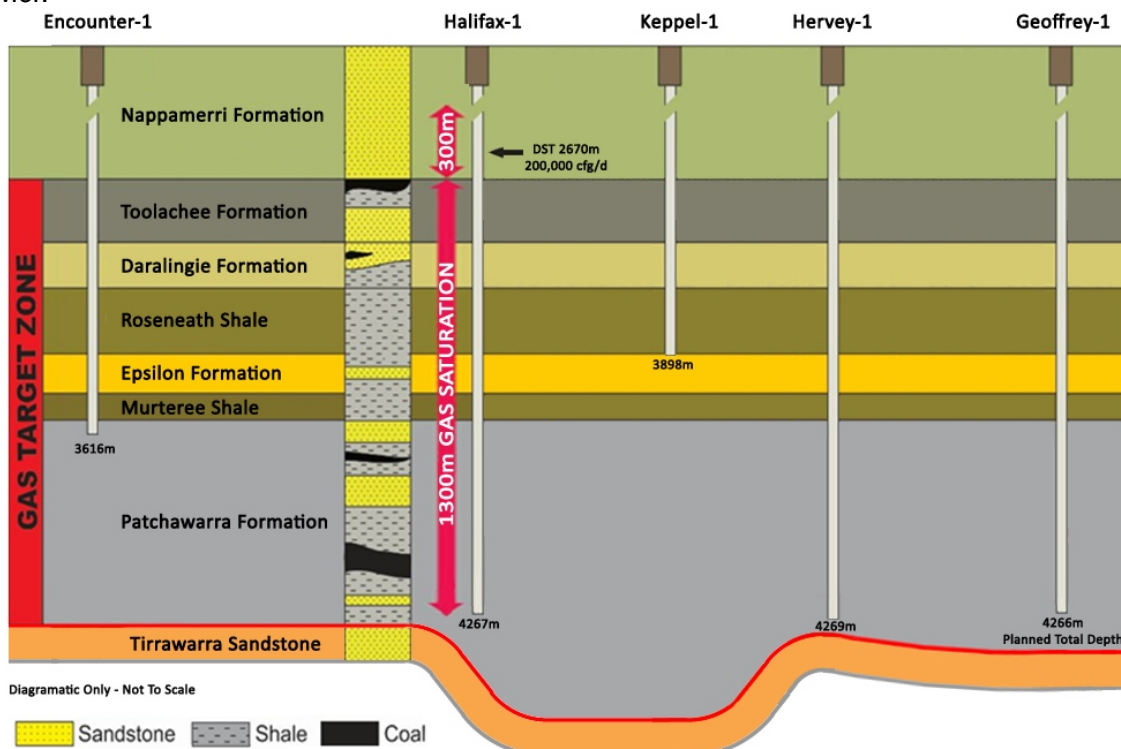 Encounter-1
Halifax-1
Keppel-1
Hervey-1
Geoffrey-1
Nappamerri Formation
300m
DST 2670m
200,000 cfg/d
GAS TARGET ZONE
Toolachee Formation
Daralingie Formation
Roseneath Shale
1300m GAS SATURATION
3898m
Epsilon Formation
Murteree Shale
3616m
Patchawarra Formation
4267m
4269m
4266m
Planned Total Depth
Tirrawarra Sandstone
Diagramatic Only - Not To Scale
Sandstone
Shale
Coal